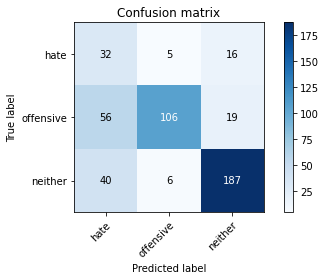 Confusion matrix
True label
hate 32 5 16
offensive 56 106 19
neither 40 6 187
hate offensive neither
Predicted label
175
150
125
100
75
50
25